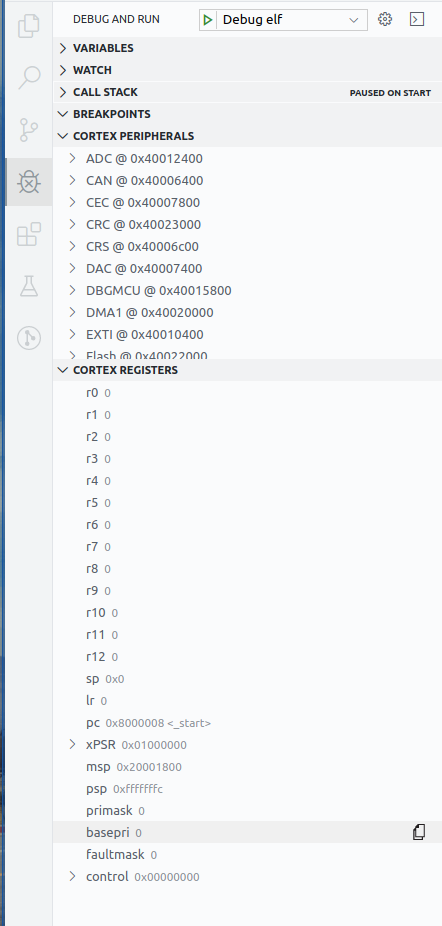 DEBUG AND RUN
Debug elf
VARIABLES
WATCH
CALL STACK PAUSED ON START
BREAKPOINTS
CORTEX PERIPHERALS
ADC @ 0x40012400
CAN @ 0x40006400
CEC @ 0x40007800
CRC @ 0x40023000
CRS @ 0x40006c00
DAC @ 0x40007400
DBGMCU @ 0x40015800
DMA1 @ 0x40020000
EXTI @ 0x40010400
Flash @ 0x40022000
CORTEX REGISTERS
r0 0
r1 0
r2 0
r3 0
r4 0
r5 0
r6 0
r7 0
r8 0
r9 0
r10 0
r11 0
r12 0
sp 0x0
lr 0
pc 0x8000008 <_start>
xPSR 0x01000000
msp 0x20001800
psp 0xfffffffc
primask 0
basepri 0
faultmask 0
control 0x00000000